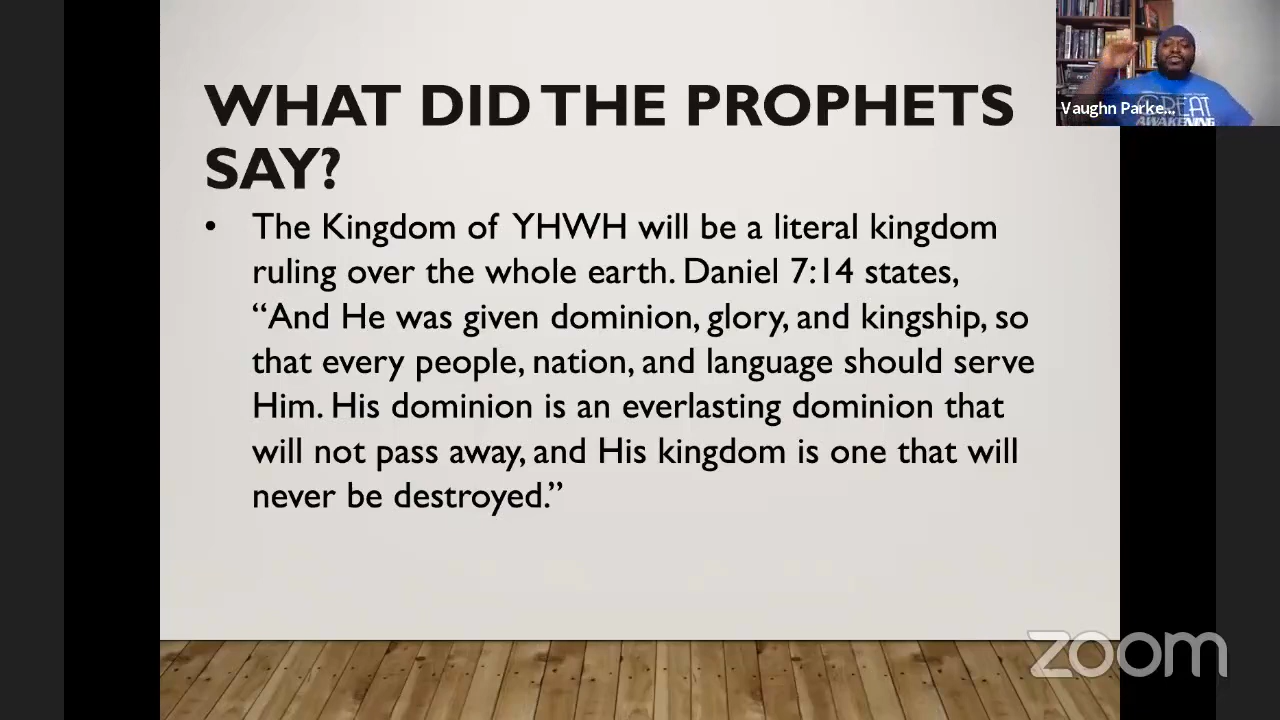 WHAT DID THE PROPHETS
SAY?
• The Kingdom of YHWH will be a literal kingdom
ruling over the whole earth. Daniel 7:14 states,
“And He was given dominion, glory, and kingship, so
that every people, nation, and language should serve
Him. His dominion is an everlasting dominion that
will not pass away, and His kingdom is one that will
never be destroyed.”
Vaughn Parke...
GREAT
AWAKENING
zoom